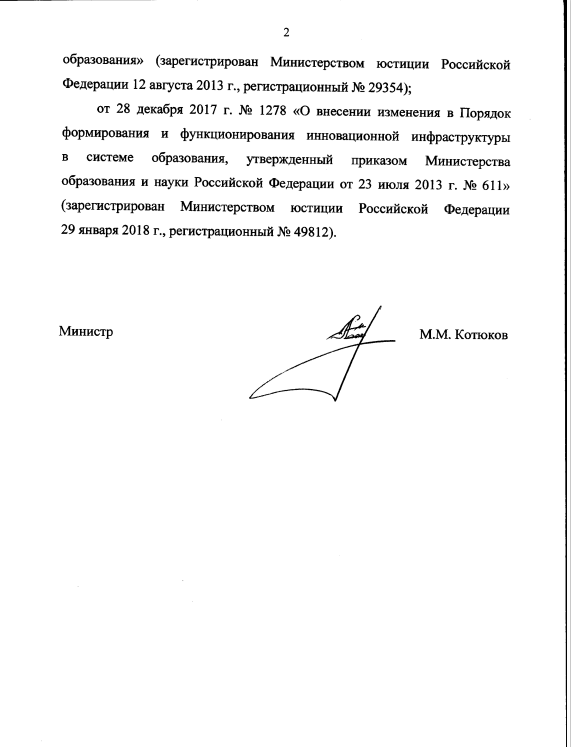 2
образования» (зарегистрирован Министерством юстиции Российской
Федерации 12 августа 2013 г., регистрационный № 29354);
от 28 декабря 2017 г. № 1278 «О внесении изменения в Порядок
формирования и функционирования инновационной инфраструктуры
в системе образования, утвержденный приказом Министерства
образования и науки Российской Федерации от 23 июля 2013 г. № 611»
(зарегистрирован Министерством юстиции Российской Федерации
29 января 2018 г., регистрационный № 49812).
Министр М.М. Котюков